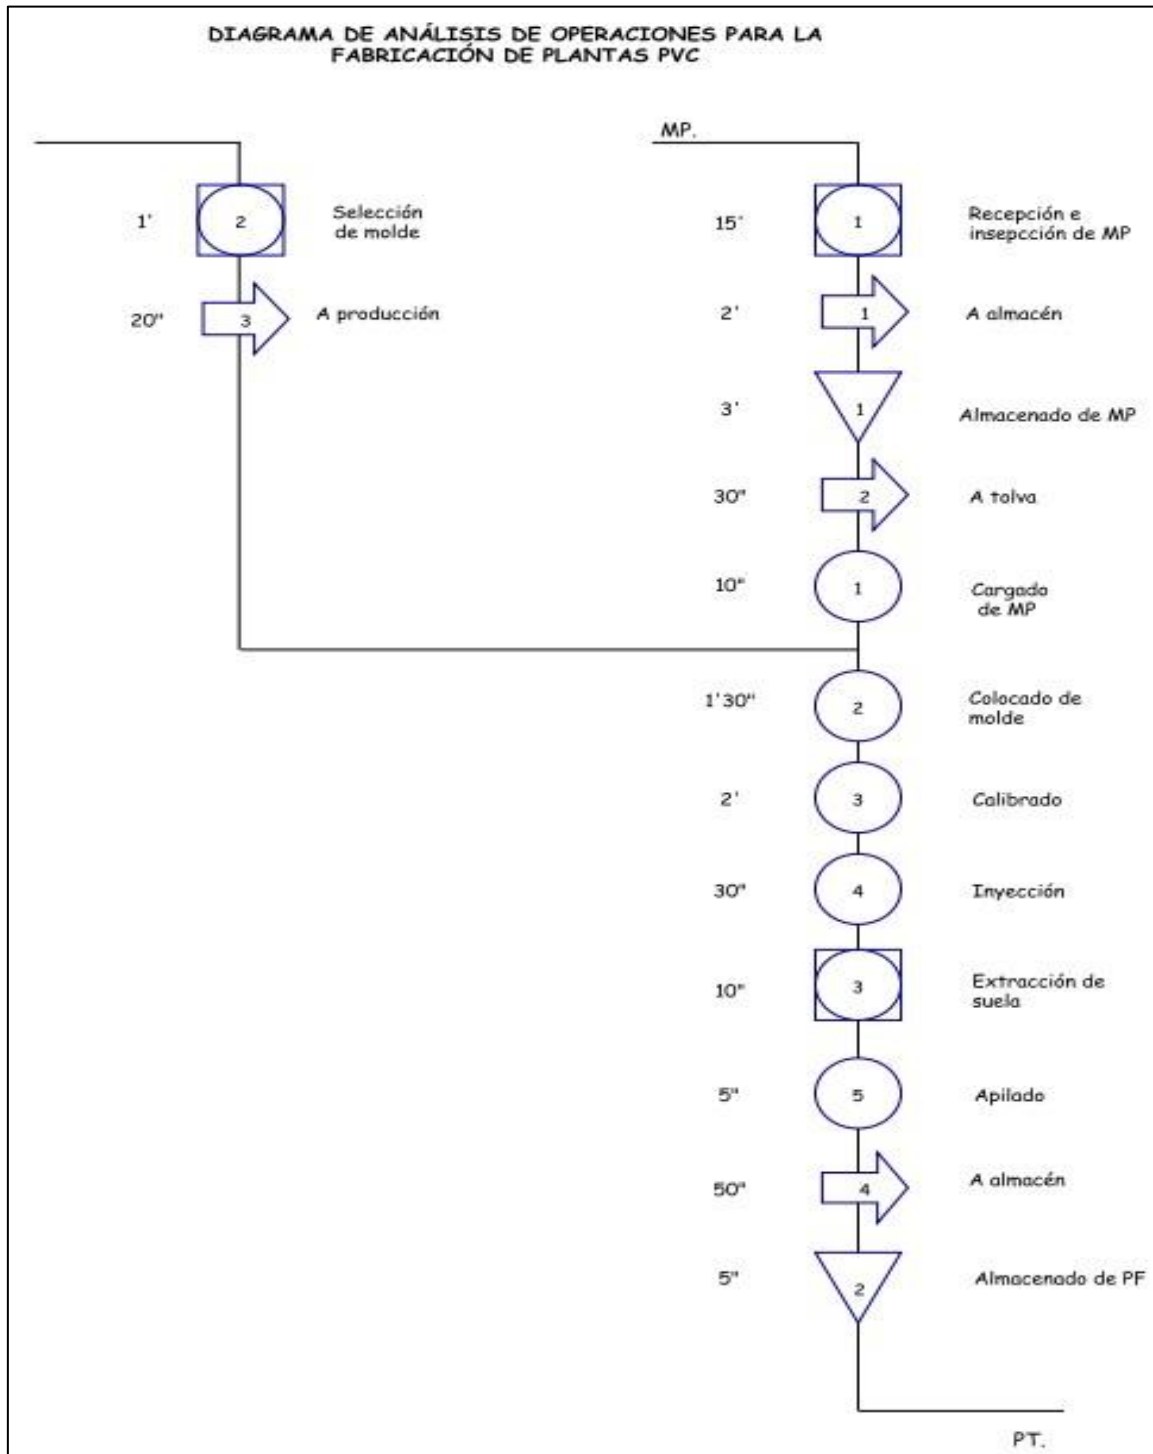 DIAGRAMA DE ANÁLISIS DE OPERACIONES PARA LA
FABRICACIÓN DE PLANTAS PVC
1'
2
Selección
de molde
20"
3
A producción
MP.
15'
1
Recepción e
insepcción de MP
2'
1
A almacén
3'
1
Almacenado de MP
30"
2
A tolva
10"
1
Cargado
de MP
1'30"
2
Colocado de
molde
2'
3
Calibrado
30"
4
Inyección
10"
3
Extracción de
suela
5"
5
Apilado
50"
4
A almacén
5"
2
Almacenado de PF
PT.